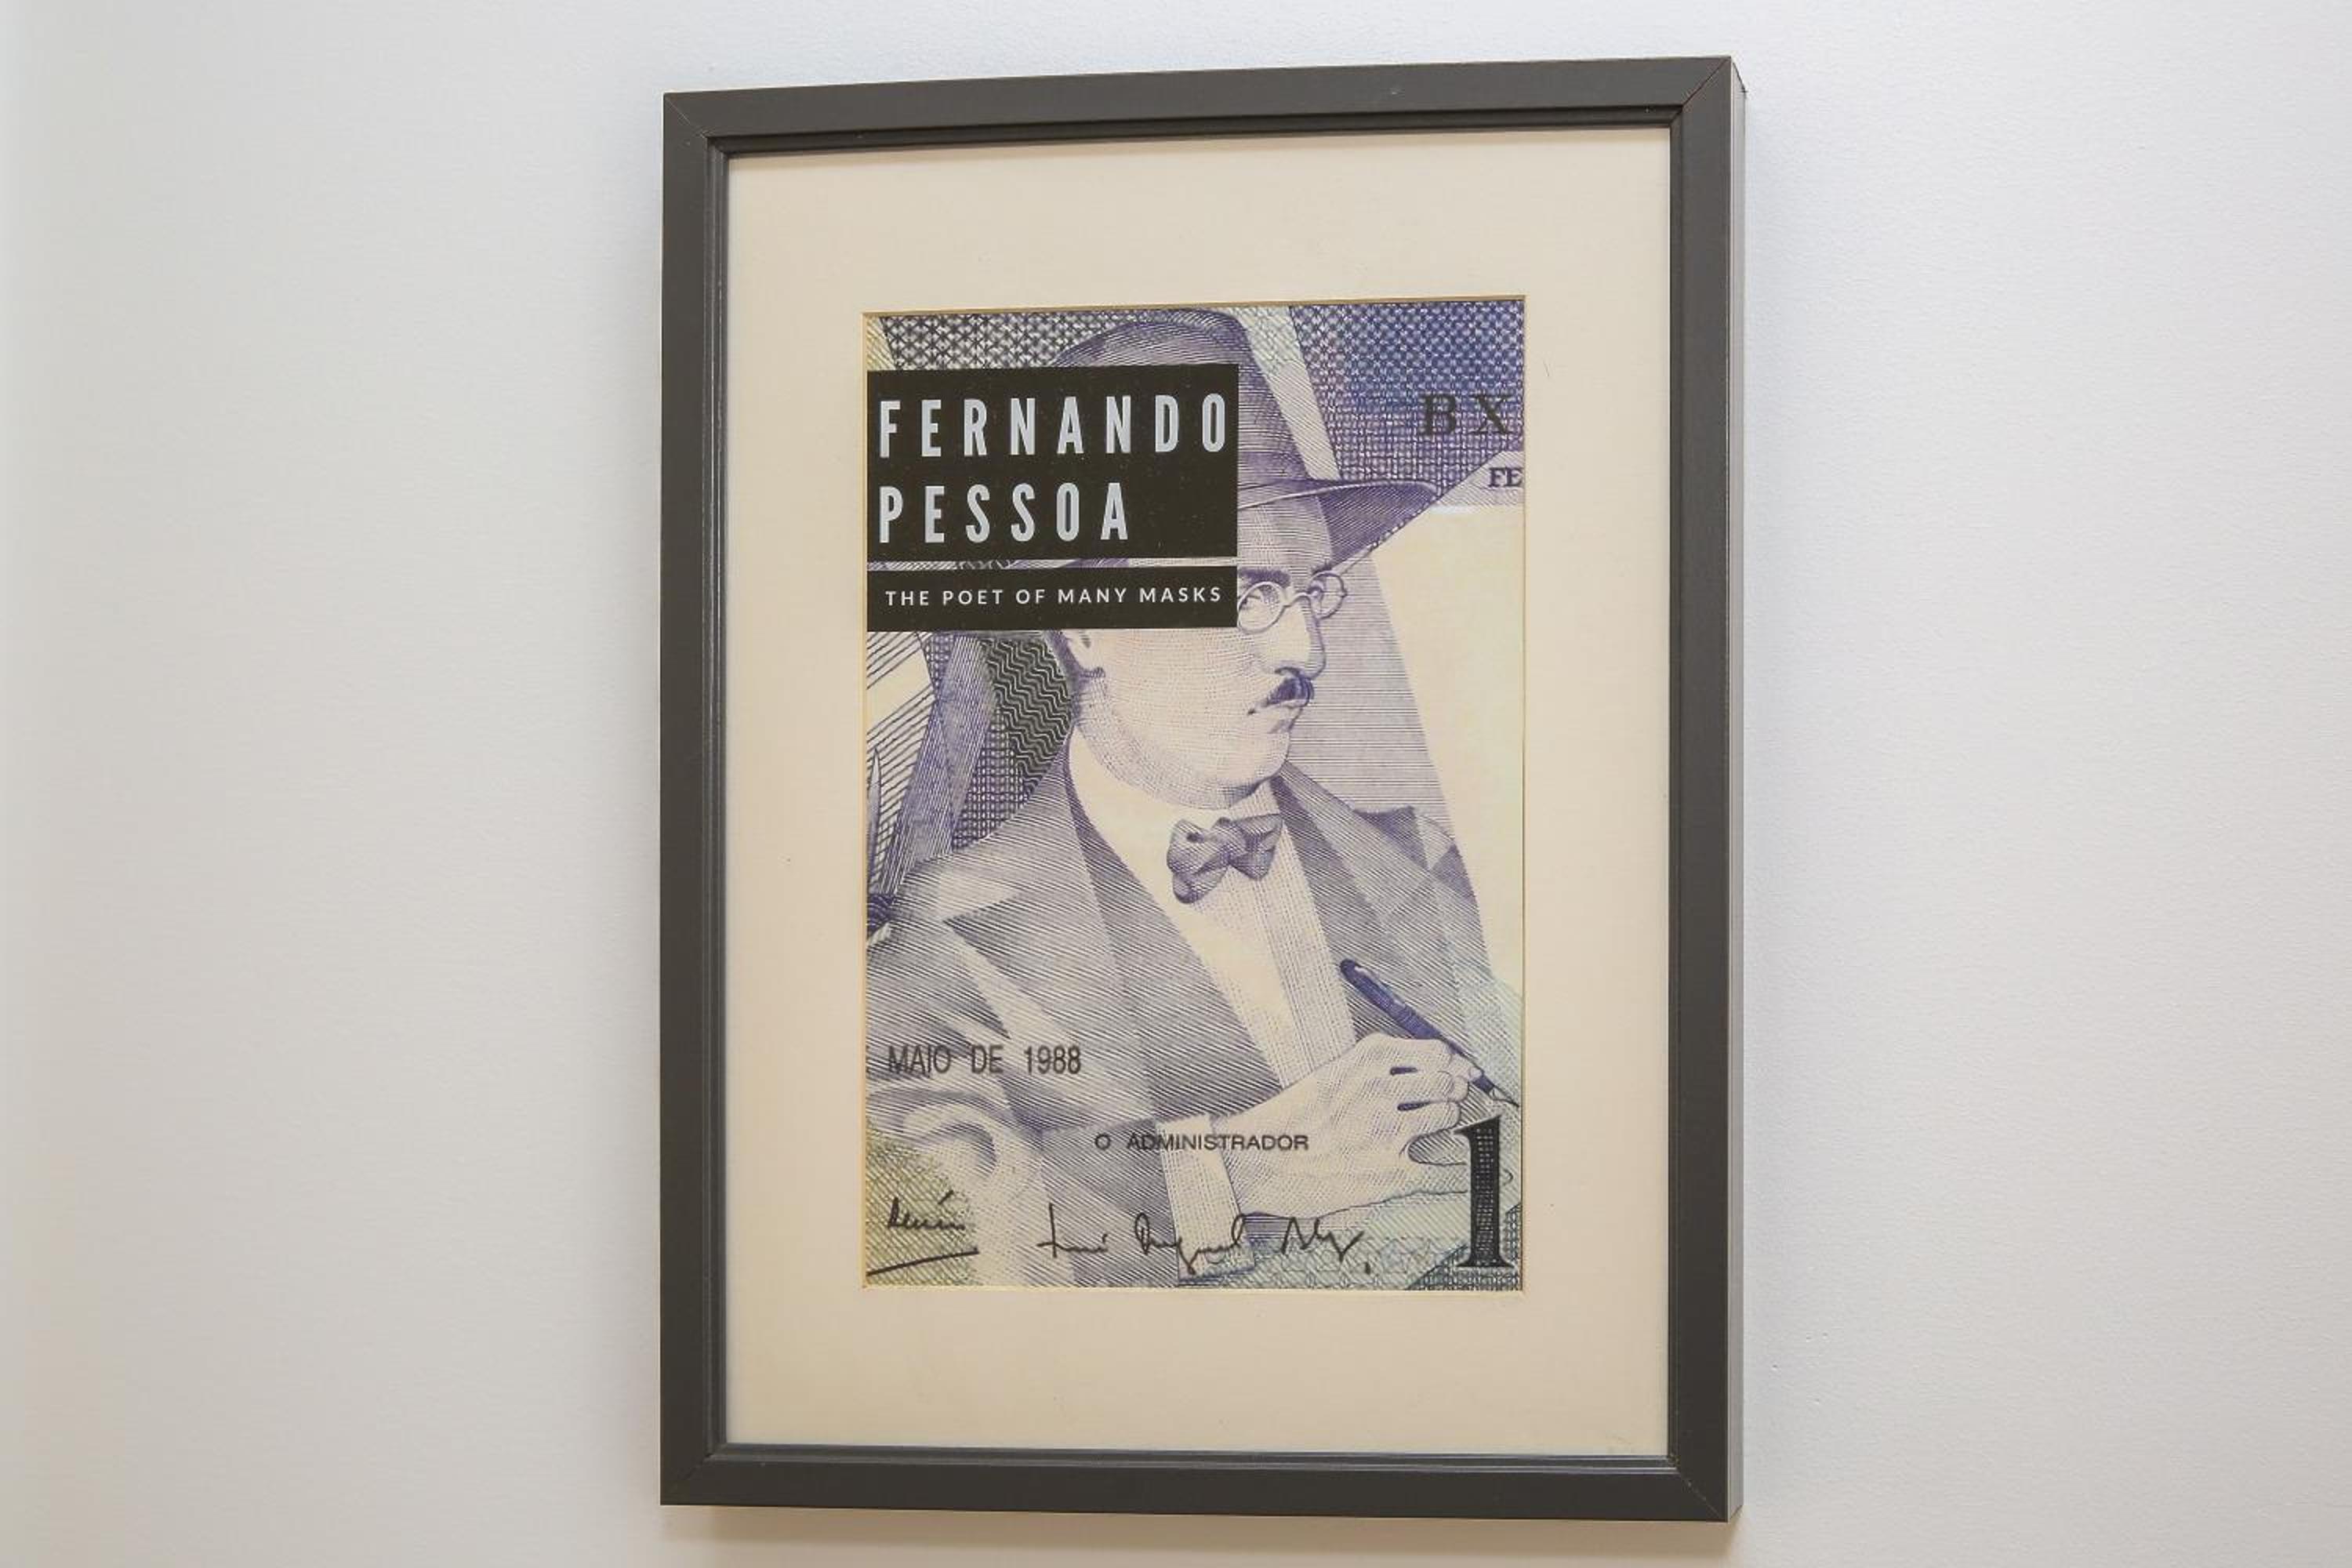 FERNANDO
PESSOA
THE POET OF MANY MASKS
BX
FE
MAIO DE 1988
O ADMINISTRADOR
1